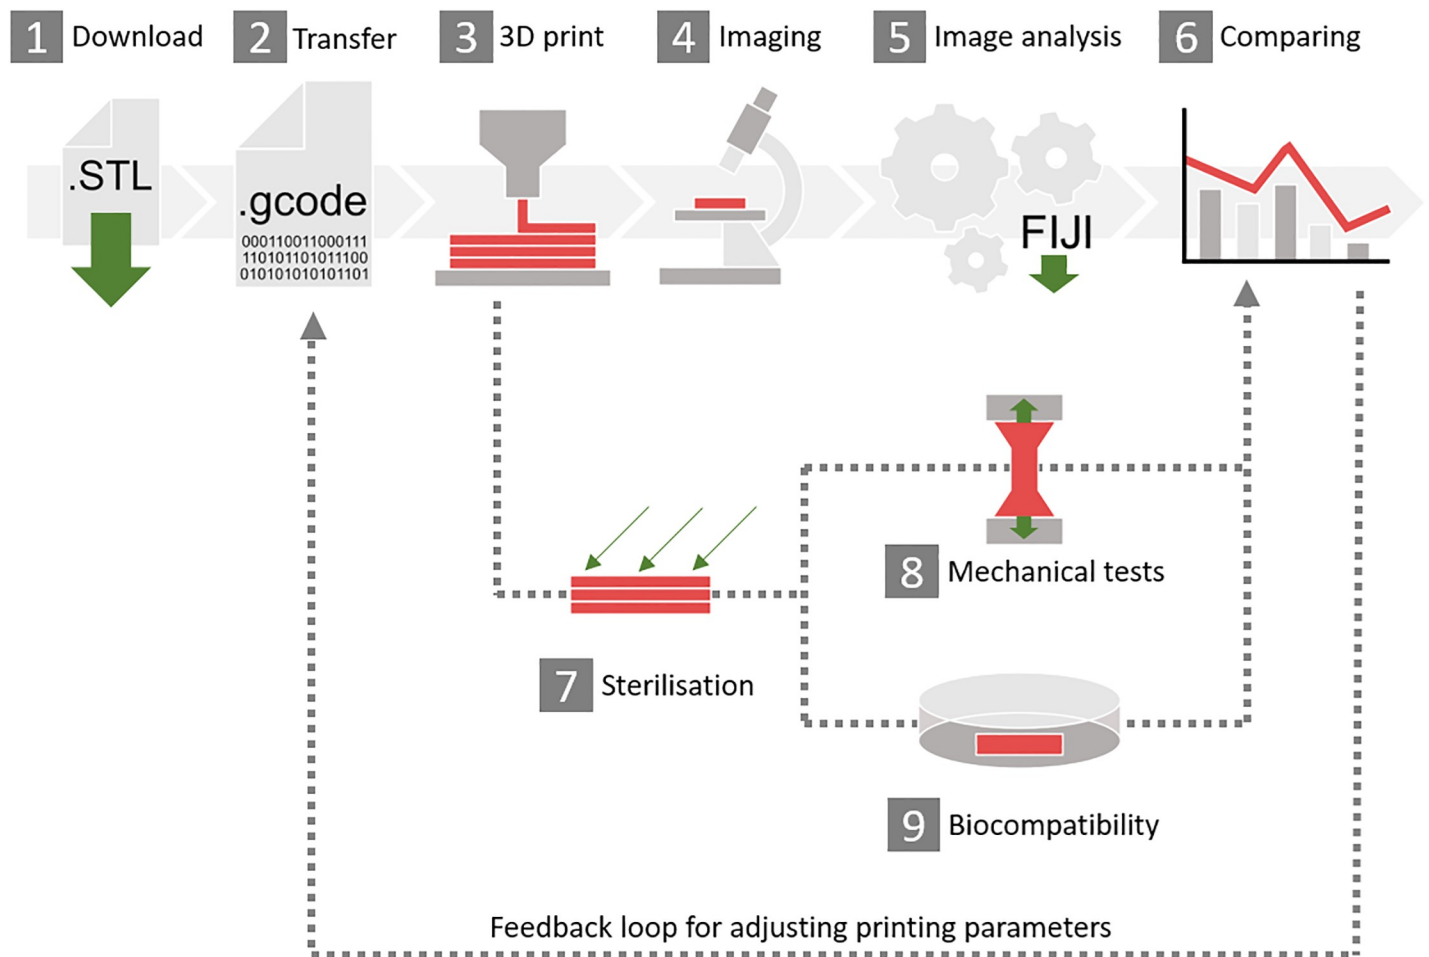 1 Download
2 Transfer
3 3D print
4 Imaging
5 Image analysis
6 Comparing
.STL
.gcode
000110011000111
110101101011100
010101010101101
FIJI
8 Mechanical tests
7 Sterilisation
9 Biocompatibility
Feedback loop for adjusting printing parameters